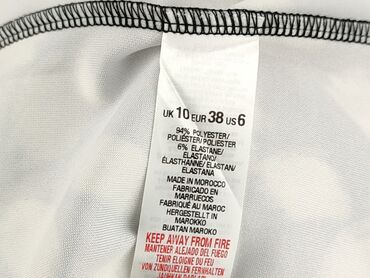 UK 10 EUR 38 US 6
94% POLYESTER/
POLIÉSTER/POLIESTER
6% ELASTANE/
ELASTANO/
ÉLASTHANNE/ELASTAN/
ELASTANA
MADE IN MOROCCO
FABRICADO EN
MARRUECOS
FABRIQUÉ AU MAROC
HERGESTELLT IN
MAROKKO
BUATAN MAROKO
KEEP AWAY FROM FIRE
MANTENER ALEJADO DEL FUEGO
TENIR ÉLOIGNÉ DU FEU
VON ZUNDQUELLEN FERNHALTEN